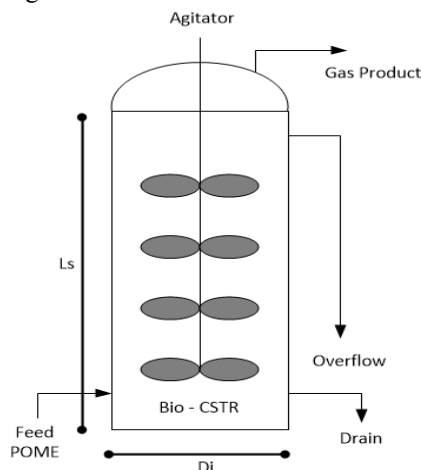 Agitator
Gas Product
Ls
Overflow
Bio - CSTR
Feed
POME
Drain
Di